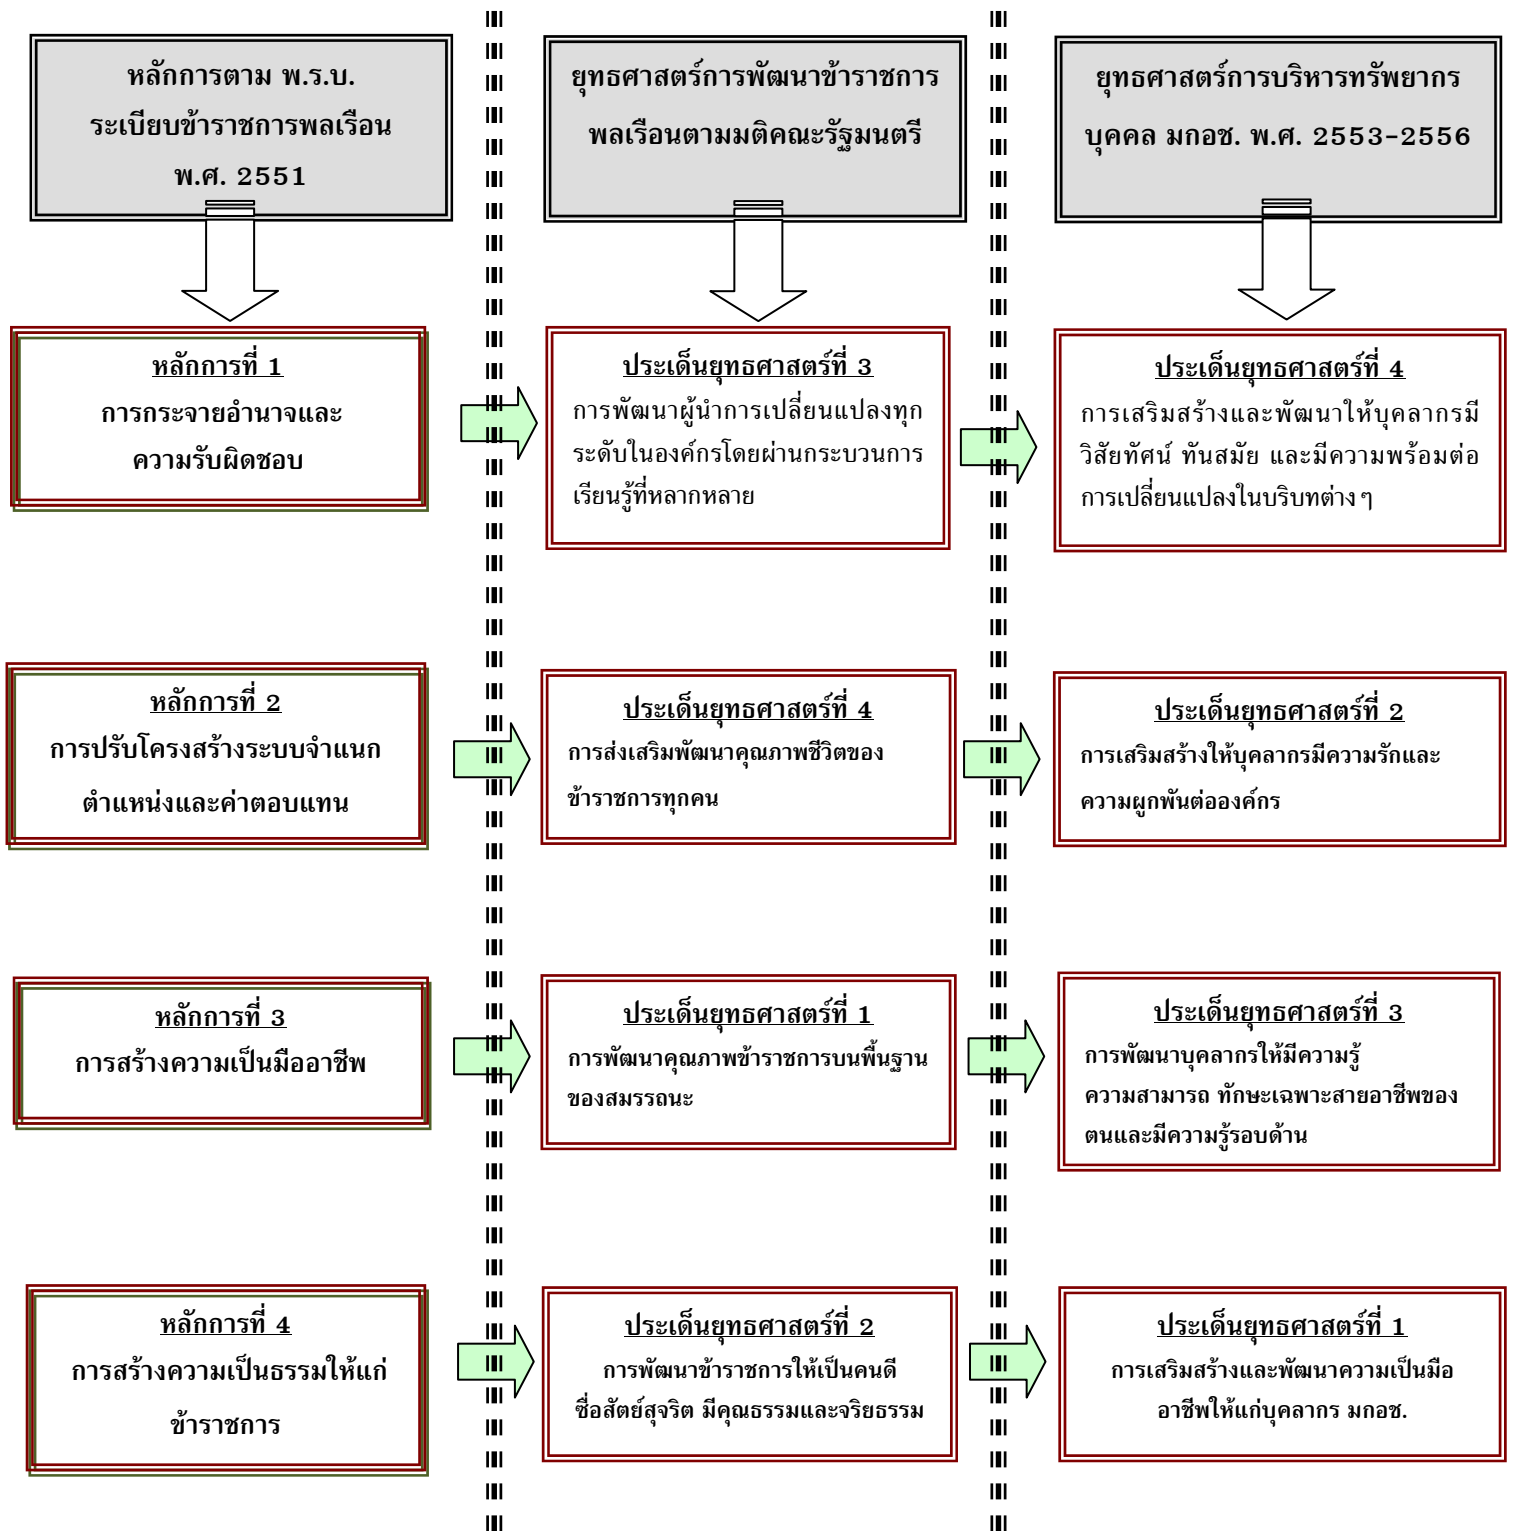 หลักการตาม พ.ร.บ.
ระเบียบข้าราชการพลเรือน
พ.ศ. 2551
ยุทธศาสตร์การพัฒนาข้าราชการ
พลเรือนตามมติคณะรัฐมนตรี
ยุทธศาสตร์การบริหารทรัพยากร
บุคคล มกอช. พ.ศ. 2553-2556
หลักการที่ 1
การกระจายอำนาจและ
ความรับผิดชอบ
ประเด็นยุทธศาสตร์ที่ 3
การพัฒนาผู้นำการเปลี่ยนแปลงทุก
ระดับในองค์กรโดยผ่านกระบวนการ
เรียนรู้ที่หลากหลาย
ประเด็นยุทธศาสตร์ที่ 4
การเสริมสร้างและพัฒนาให้บุคลากรมี
วิสัยทัศน์ ทันสมัย และมีความพร้อมต่อ
การเปลี่ยนแปลงในบริบทต่างๆ
หลักการที่ 2
การปรับโครงสร้างระบบจำแนก
ตำแหน่งและค่าตอบแทน
ประเด็นยุทธศาสตร์ที่ 4
การส่งเสริมพัฒนาคุณภาพชีวิตของ
ข้าราชการทุกคน
ประเด็นยุทธศาสตร์ที่ 2
การเสริมสร้างให้บุคลากรมีความรักและ
ความผูกพันต่อองค์กร
หลักการที่ 3
การสร้างความเป็นมืออาชีพ
ประเด็นยุทธศาสตร์ที่ 1
การพัฒนาคุณภาพข้าราชการบนพื้นฐาน
ของสมรรถนะ
ประเด็นยุทธศาสตร์ที่ 3
การพัฒนาบุคลากรให้มีความรู้
ความสามารถ ทักษะเฉพาะสายอาชีพของ
ตนและมีความรู้รอบด้าน
หลักการที่ 4
การสร้างความเป็นธรรมให้แก่
ข้าราชการ
ประเด็นยุทธศาสตร์ที่ 2
การพัฒนาข้าราชการให้เป็นคนดี
ซื่อสัตย์สุจริต มีคุณธรรมและจริยธรรม
ประเด็นยุทธศาสตร์ที่ 1
การเสริมสร้างและพัฒนาความเป็นมือ
อาชีพให้แก่บุคลากร มกอช.